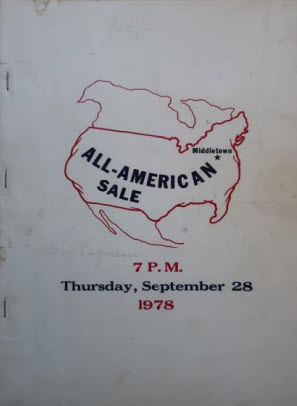 Middletown
ALL-AMERICAN
SALE
7 P.M.
Thursday, September 28
1978